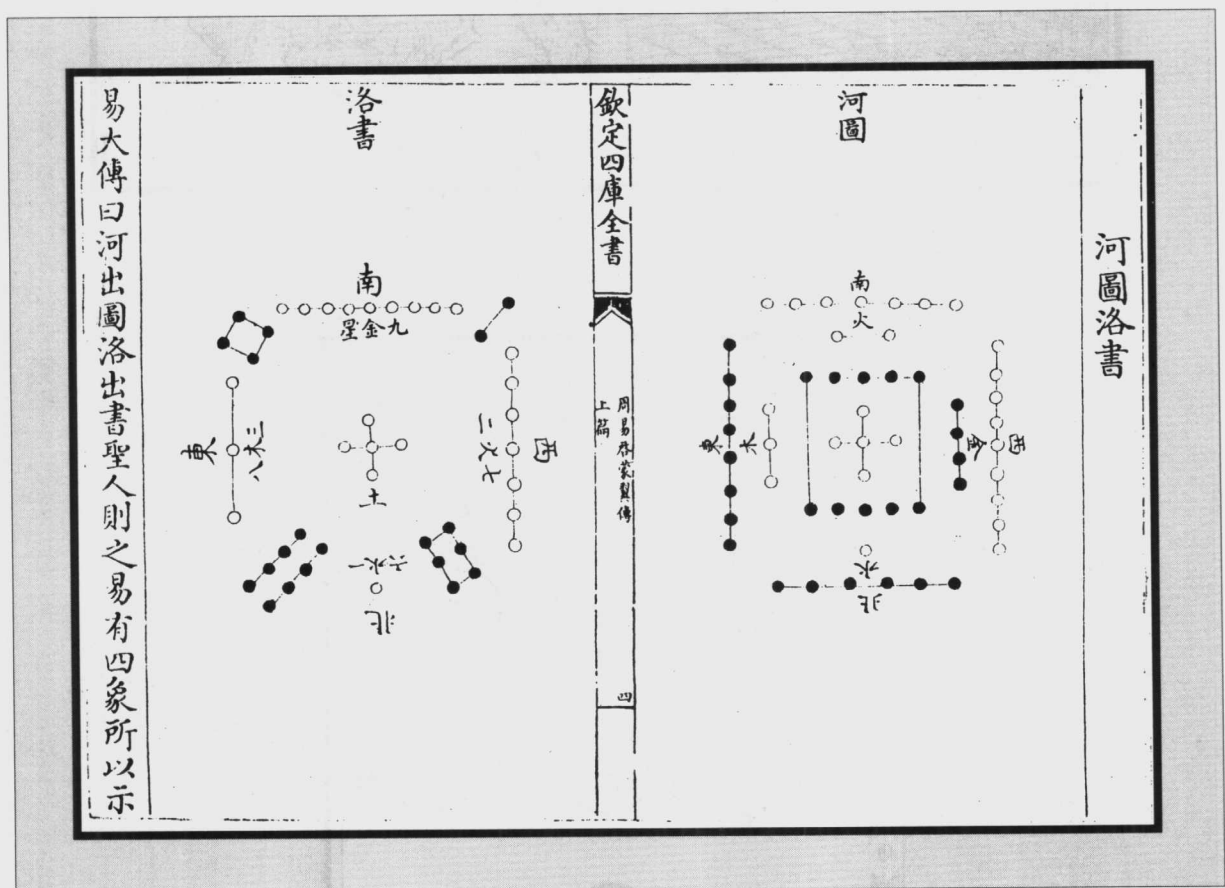 河圖洛書
河圖
南
火
東
木
金
西
水
北
欽定四庫全書
周易啓蒙翼傳
上篇
四
洛書
南
九金星
東
三木八
土
七火二
西
一水六
北
易大傳曰河出圖洛出書聖人則之易有四象所以示